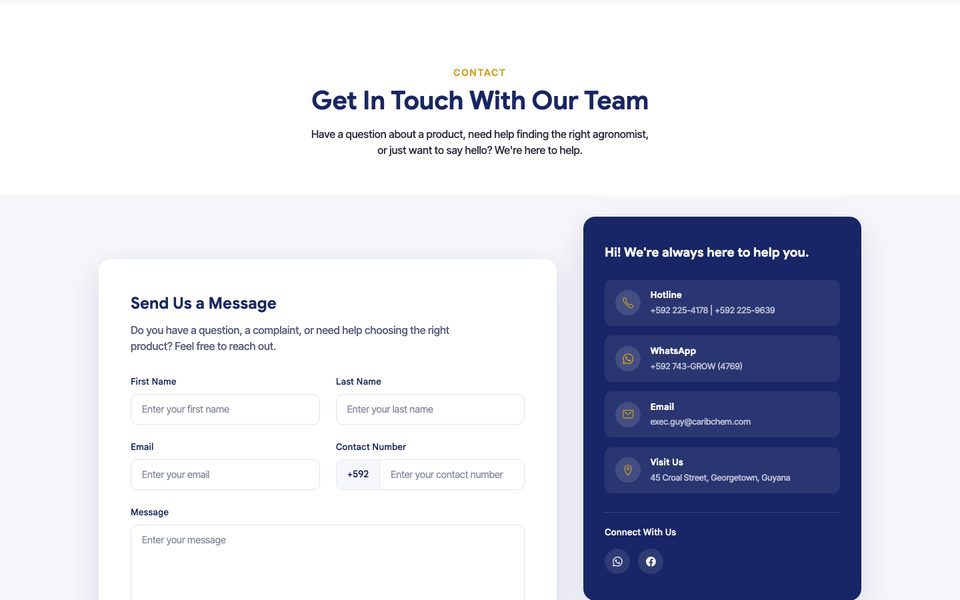 CONTACT
Get In Touch With Our Team
Have a question about a product, need help finding the right agronomist,
or just want to say hello? We're here to help.
Send Us a Message
Do you have a question, a complaint, or need help choosing the right
product? Feel free to reach out.
First Name
Last Name
Enter your first name
Enter your last name
Email
Contact Number
Enter your email
+592
Enter your contact number
Message
Enter your message
Hi! We're always here to help you.
Hotline
+592 225-4178 | +592 225-9639
WhatsApp
+592 743-GROW (4769)
Email
exec.guy@caribchem.com
Visit Us
45 Croal Street, Georgetown, Guyana
Connect With Us